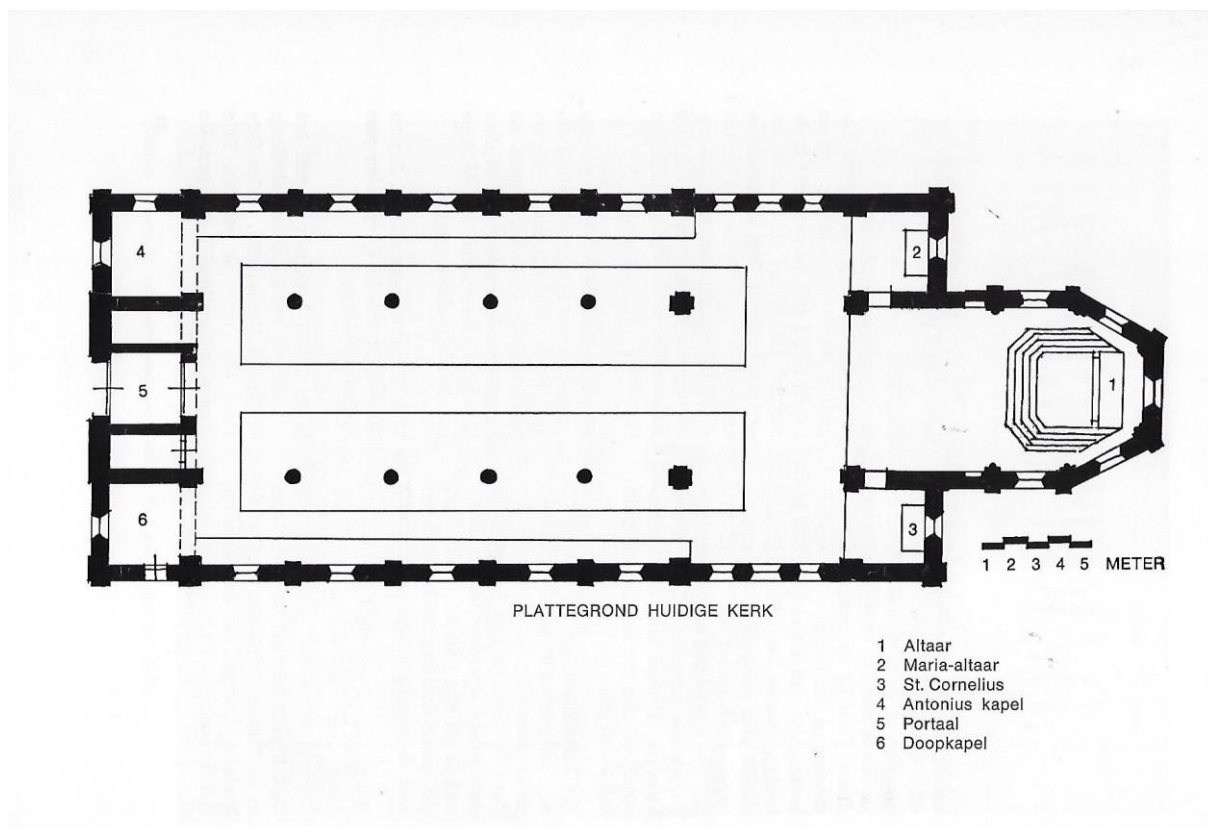 4
2
5
1
6
3
1 2 3 4 5 METER
PLATTEGROND HUIDIGE KERK
1 Altaar
2 Maria-altaar
3 St. Cornelius
4 Antonius kapel
5 Portaal
6 Doopkapel